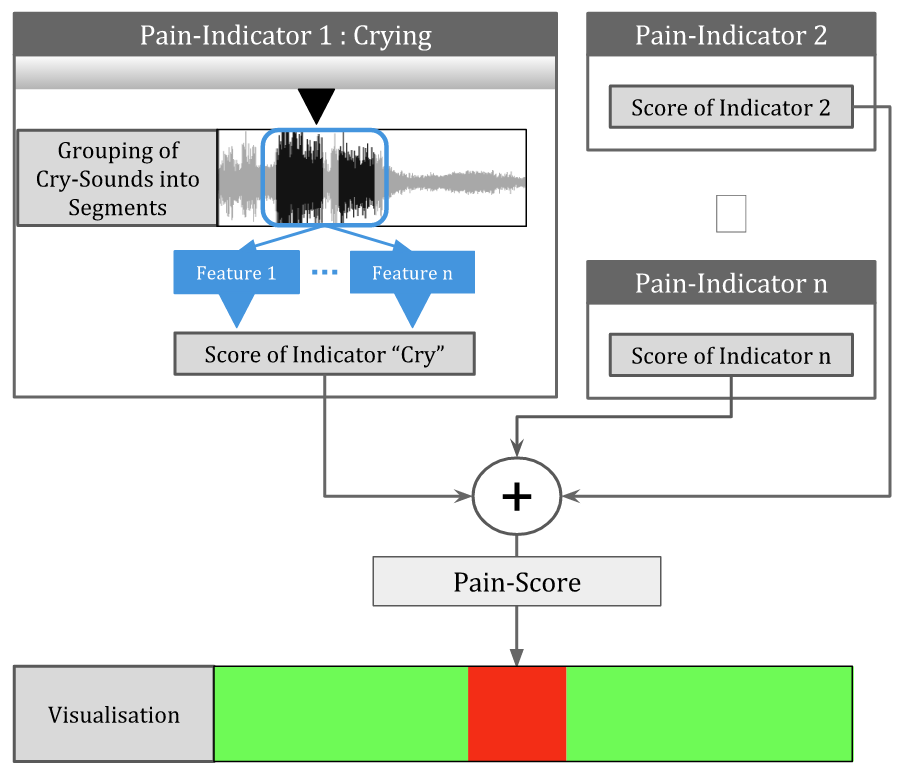 Pain-Indicator 1 : Crying
Grouping of
Cry-Sounds into
Segments
Feature 1
...
Feature n
Score of Indicator “Cry”
Pain-Indicator 2
Score of Indicator 2
Pain-Indicator n
Score of Indicator n
+
Pain-Score
Visualisation